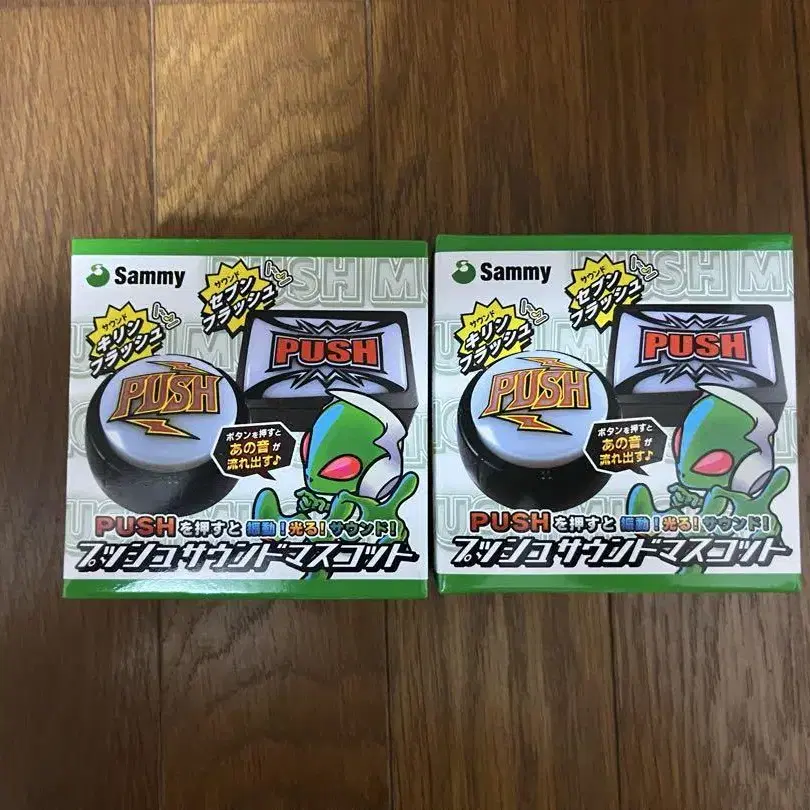 Sammy
サウンド
セブン
フラッシュ
サウンド
キリン
フラッシュ
PUSH
PUSH
ボタンを押すと
あの音が
流れ出す♪
PUSHを押すと振動!光る!サウンド!
プッシュサウンドマスコット
Sammy
サウンド
セブン
フラッシュ
サウンド
キリン
フラッシュ
PUSH
PUSH
ボタンを押すと
あの音が
流れ出す♪
PUSHを押すと振動!光る!サウンド!
プッシュサウンドマスコット